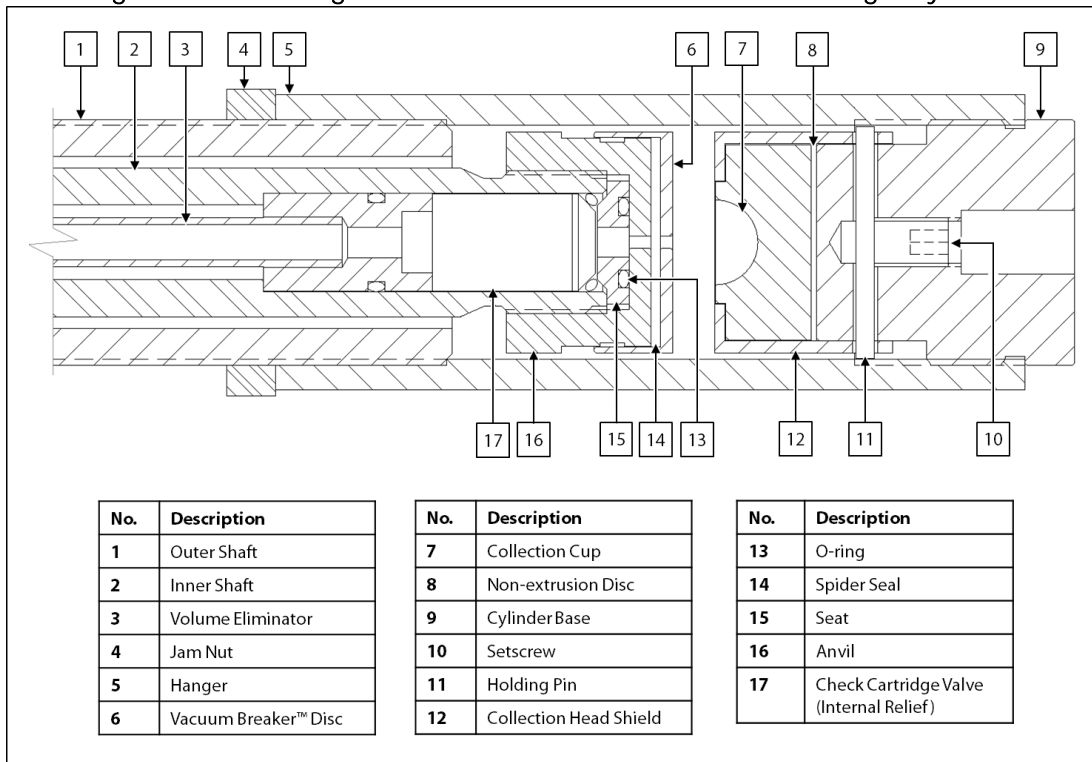 1 2 3 4 5 6 7 8 9
17 16 15 14 13 12 11 10
No. Description
1 Outer Shaft
2 Inner Shaft
3 Volume Eliminator
4 Jam Nut
5 Hanger
6 Vacuum Breaker™ Disc
No. Description
7 Collection Cup
8 Non-extrusion Disc
9 Cylinder Base
10 Setscrew
11 Holding Pin
12 Collection Head Shield
No. Description
13 O-ring
14 Spider Seal
15 Seat
16 Anvil
17 Check Cartridge Valve
(Internal Relief)